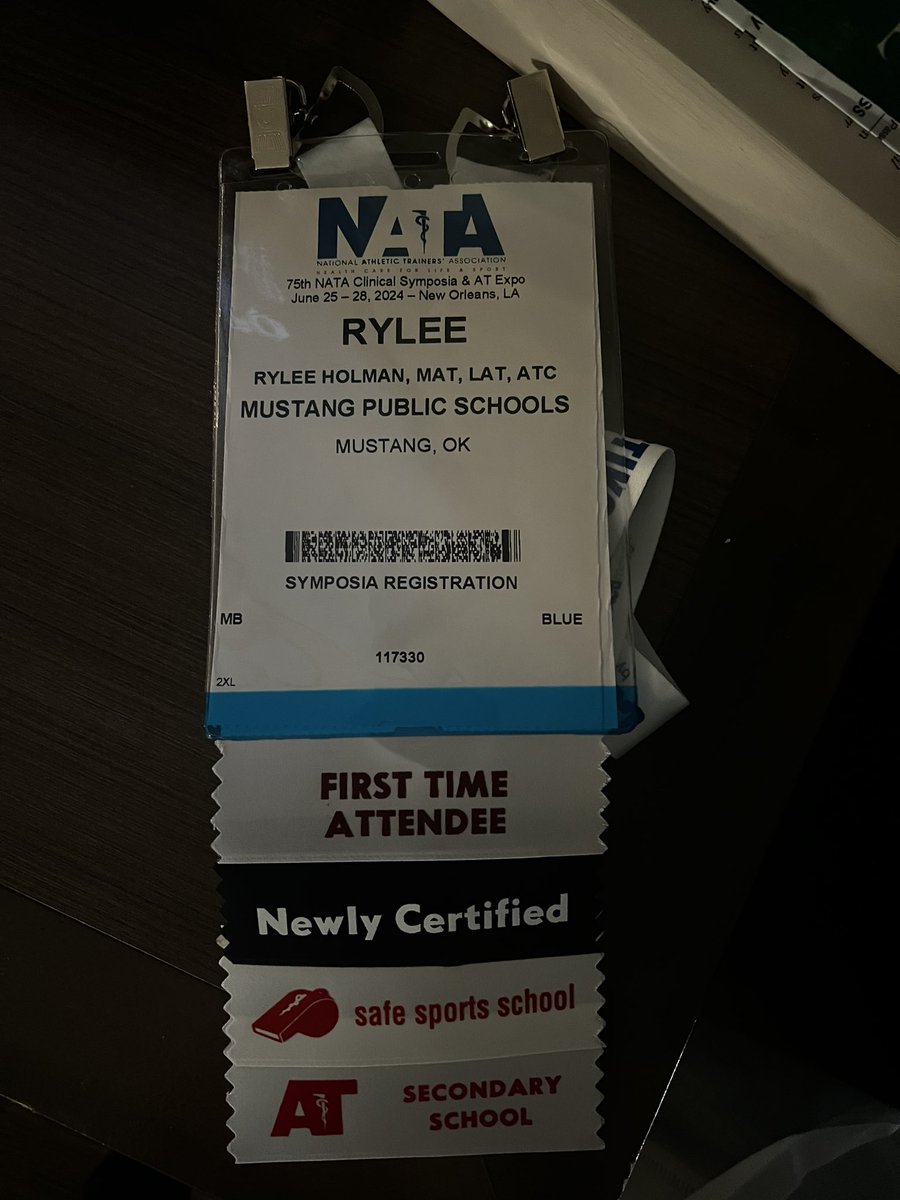 NATA
NATIONAL ATHLETIC TRAINERS' ASSOCIATION
HEALTH CARE FOR LIFE & SPORT
75th NATA Clinical Symposia & AT Expo
June 25 – 28, 2024 – New Orleans, LA
RYLEE
RYLEE HOLMAN, MAT, LAT, ATC
MUSTANG PUBLIC SCHOOLS
MUSTANG, OK
SYMPOSIA REGISTRATION
MB BLUE
117330
2XL
FIRST TIME
ATTENDEE
Newly Certified
safe sports school
AT SECONDARY
SCHOOL